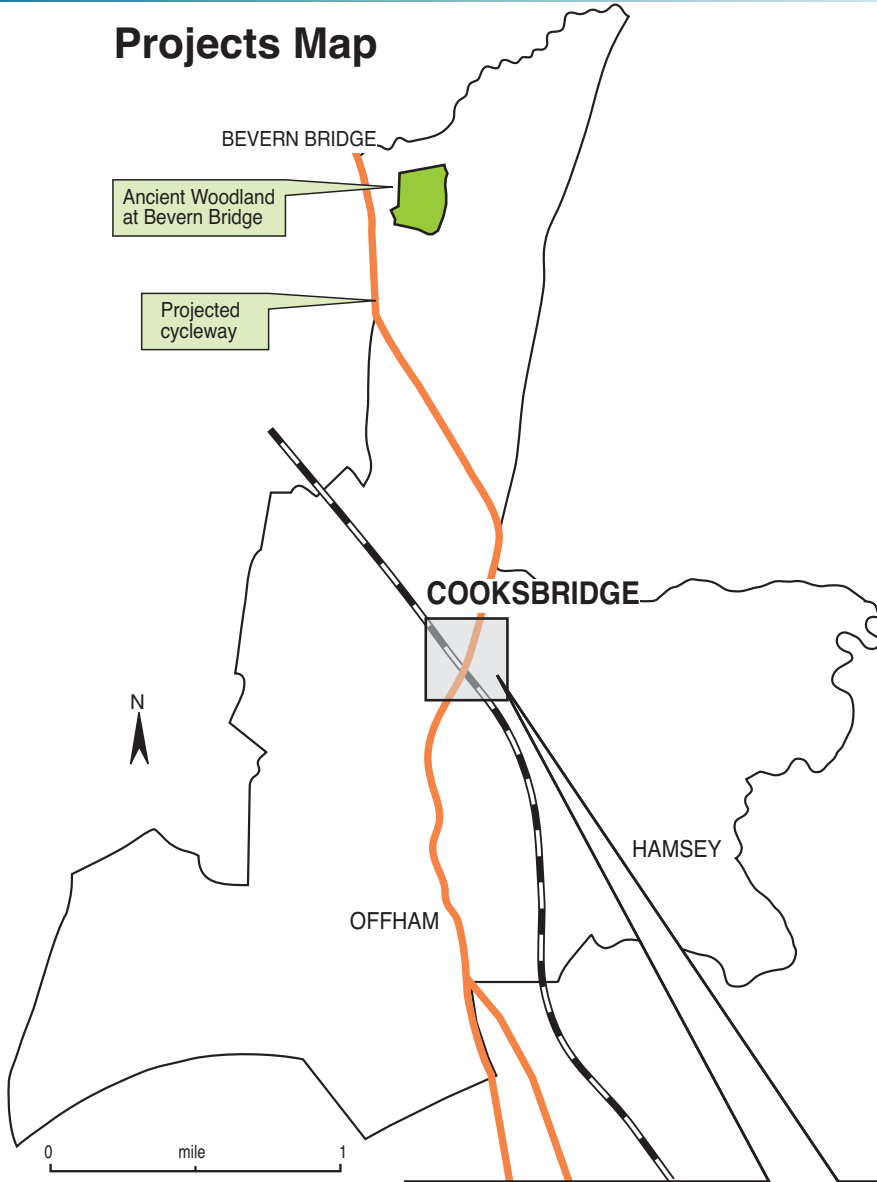 Projects Map
BEVERN BRIDGE
Ancient Woodland
at Bevern Bridge
Projected
cycleway
COOKSBRIDGE
N
HAMSEY
OFFHAM
0 mile 1